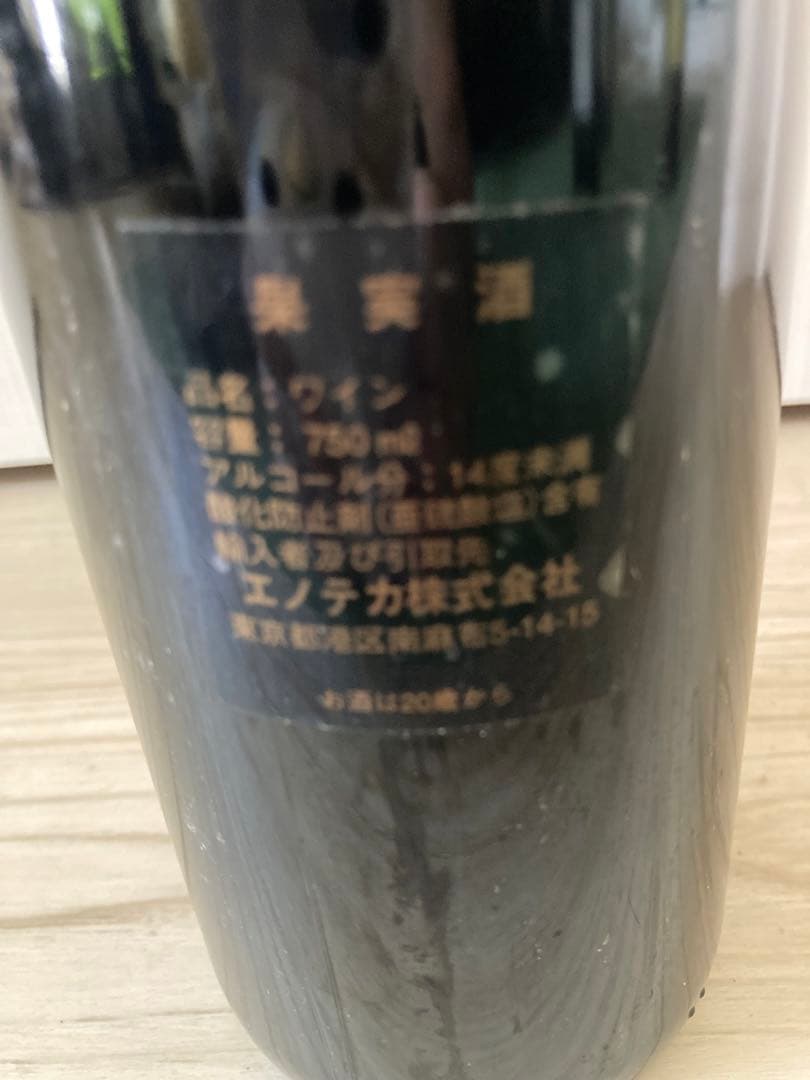 果実酒
品名：ワイン
容量：750ml
アルコール分：14度未満
酸化防止剤(亜硫酸塩)含有
輸入者及び引取先
エノテカ株式会社
東京都港区南麻布5-14-15
お酒は20歳から